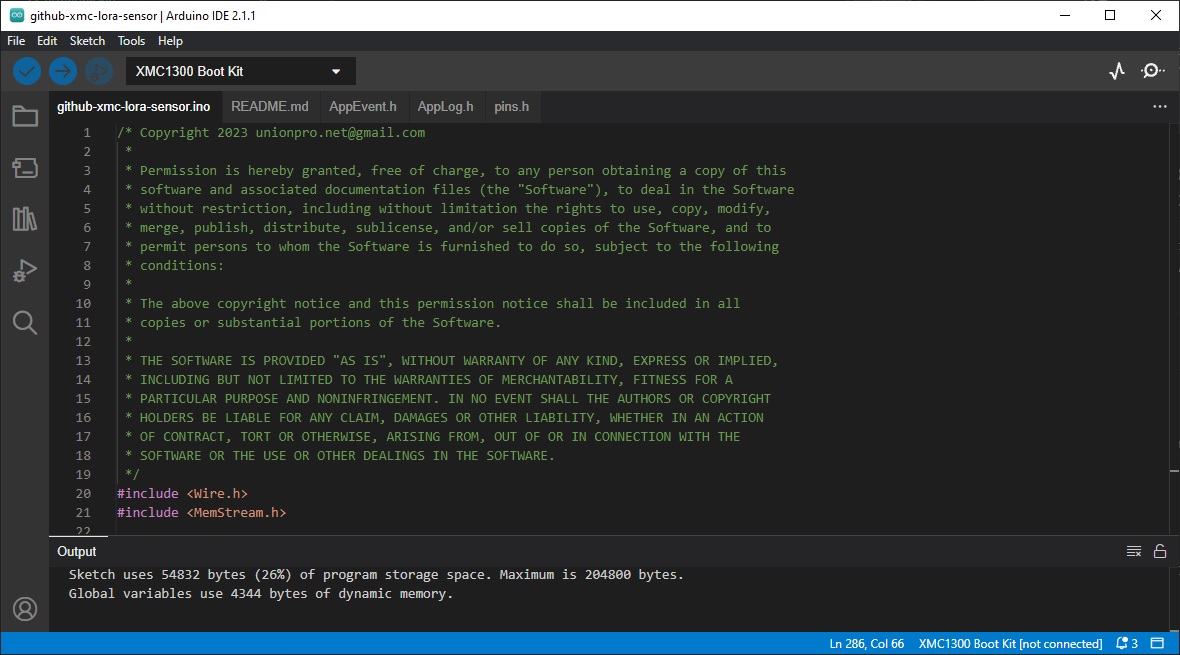 github-xmc-lora-sensor | Arduino IDE 2.1.1
File Edit Sketch Tools Help
XMC1300 Boot Kit
github-xmc-lora-sensor.ino README.md AppEvent.h AppLog.h pins.h
1 /* Copyright 2023 unionpro.net@gmail.com
2 *
3 * Permission is hereby granted, free of charge, to any person obtaining a copy of this
4 * software and associated documentation files (the "Software"), to deal in the Software
5 * without restriction, including without limitation the rights to use, copy, modify,
6 * merge, publish, distribute, sublicense, and/or sell copies of the Software, and to
7 * permit persons to whom the Software is furnished to do so, subject to the following
8 * conditions:
9 *
10 * The above copyright notice and this permission notice shall be included in all
11 * copies or substantial portions of the Software.
12 *
13 * THE SOFTWARE IS PROVIDED "AS IS", WITHOUT WARRANTY OF ANY KIND, EXPRESS OR IMPLIED,
14 * INCLUDING BUT NOT LIMITED TO THE WARRANTIES OF MERCHANTABILITY, FITNESS FOR A
15 * PARTICULAR PURPOSE AND NONINFRINGEMENT. IN NO EVENT SHALL THE AUTHORS OR COPYRIGHT
16 * HOLDERS BE LIABLE FOR ANY CLAIM, DAMAGES OR OTHER LIABILITY, WHETHER IN AN ACTION
17 * OF CONTRACT, TORT OR OTHERWISE, ARISING FROM, OUT OF OR IN CONNECTION WITH THE
18 * SOFTWARE OR THE USE OR OTHER DEALINGS IN THE SOFTWARE.
19 */
20 #include <Wire.h>
21 #include <MemStream.h>
22
Output
Sketch uses 54832 bytes (26%) of program storage space. Maximum is 204800 bytes.
Global variables use 4344 bytes of dynamic memory.
Ln 286, Col 66 XMC1300 Boot Kit [not connected] 3